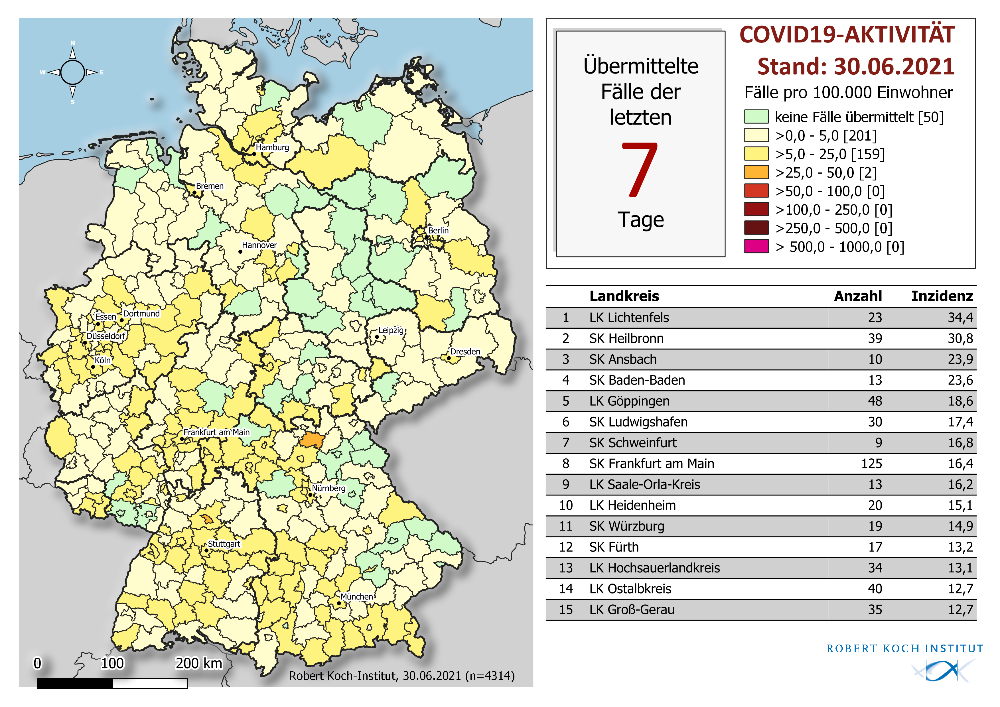 N
W
E
S
Hamburg
Bremen
Berlin
Hannover
Essen
Dortmund
Düsseldorf
Leipzig
Dresden
Köln
Frankfurt am Main
Nürnberg
Stuttgart
München
0 100 200 km
Robert Koch-Institut, 30.06.2021 (n=4314)
Übermittelte
Fälle der
letzten
7
Tage
COVID19-AKTIVITÄT
Stand: 30.06.2021
Fälle pro 100.000 Einwohner
keine Fälle übermittelt [50]
>0,0 - 5,0 [201]
>5,0 - 25,0 [159]
>25,0 - 50,0 [2]
>50,0 - 100,0 [0]
>100,0 - 250,0 [0]
>250,0 - 500,0 [0]
> 500,0 - 1000,0 [0]
Landkreis Anzahl Inzidenz
1 LK Lichtenfels 23 34,4
2 SK Heilbronn 39 30,8
3 SK Ansbach 10 23,9
4 SK Baden-Baden 13 23,6
5 LK Göppingen 48 18,6
6 SK Ludwigshafen 30 17,4
7 SK Schweinfurt 9 16,8
8 SK Frankfurt am Main 125 16,4
9 LK Saale-Orla-Kreis 13 16,2
10 LK Heidenheim 20 15,1
11 SK Würzburg 19 14,9
12 SK Fürth 17 13,2
13 LK Hochsauerlandkreis 34 13,1
14 LK Ostalbkreis 40 12,7
15 LK Groß-Gerau 35 12,7
ROBERT KOCH INSTITUT